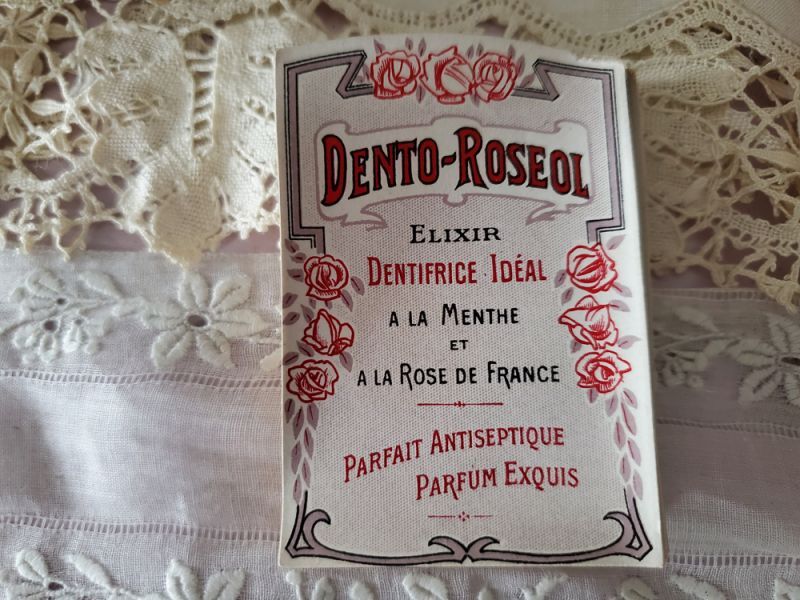 DENTO-ROSEOL
ELIXIR
DENTIFRICE IDÉAL
A LA MENTHE
ET
A LA ROSE DE FRANCE
PARFAIT ANTISEPTIQUE
PARFUM EXQUIS